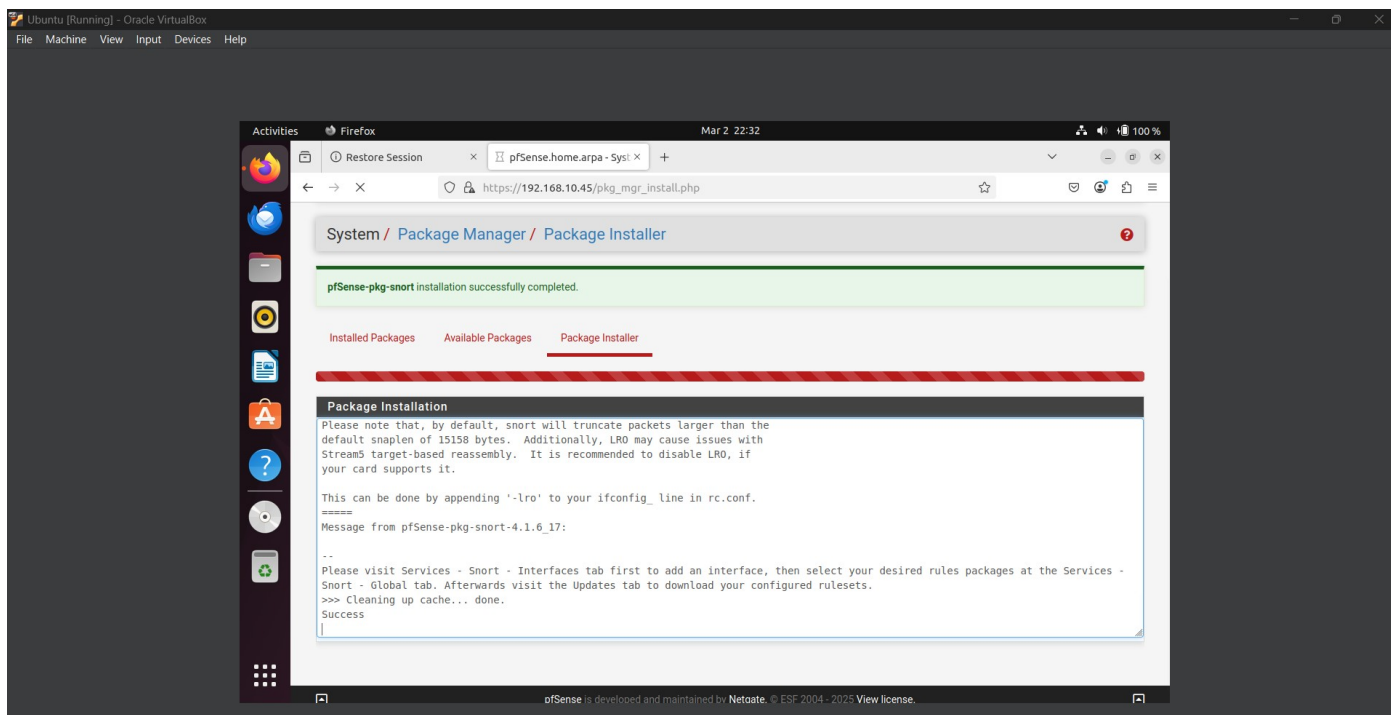 Ubuntu [Running] - Oracle VirtualBox
File Machine View Input Devices Help
Activities Firefox Mar 2 22:32 100 %
Restore Session × pfSense.home.arpa - Syst × +
https://192.168.10.45/pkg_mgr_install.php
System / Package Manager / Package Installer
pfSense-pkg-snort installation successfully completed.
Installed Packages Available Packages Package Installer
Package Installation
Please note that, by default, snort will truncate packets larger than the
default snaplen of 15158 bytes. Additionally, LRO may cause issues with
Stream5 target-based reassembly. It is recommended to disable LRO, if
your card supports it.
This can be done by appending '-lro' to your ifconfig_ line in rc.conf.
=====
Message from pfSense-pkg-snort-4.1.6_17:
--
Please visit Services - Snort - Interfaces tab first to add an interface, then select your desired rules packages at the Services -
Snort - Global tab. Afterwards visit the Updates tab to download your configured rulesets.
>>> Cleaning up cache... done.
Success
pfSense is developed and maintained by Netgate. © ESF 2004 - 2025 View license.